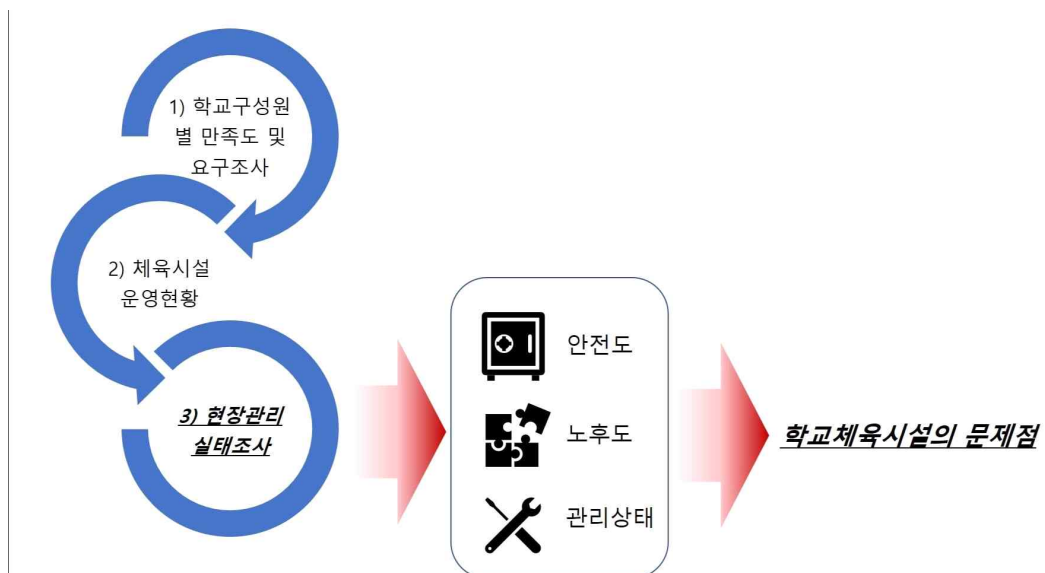 1) 학교구성원
별 만족도 및
요구조사
2) 체육시설
운영현황
3) 현장관리
실태조사
안전도
노후도
관리상태
학교체육시설의 문제점